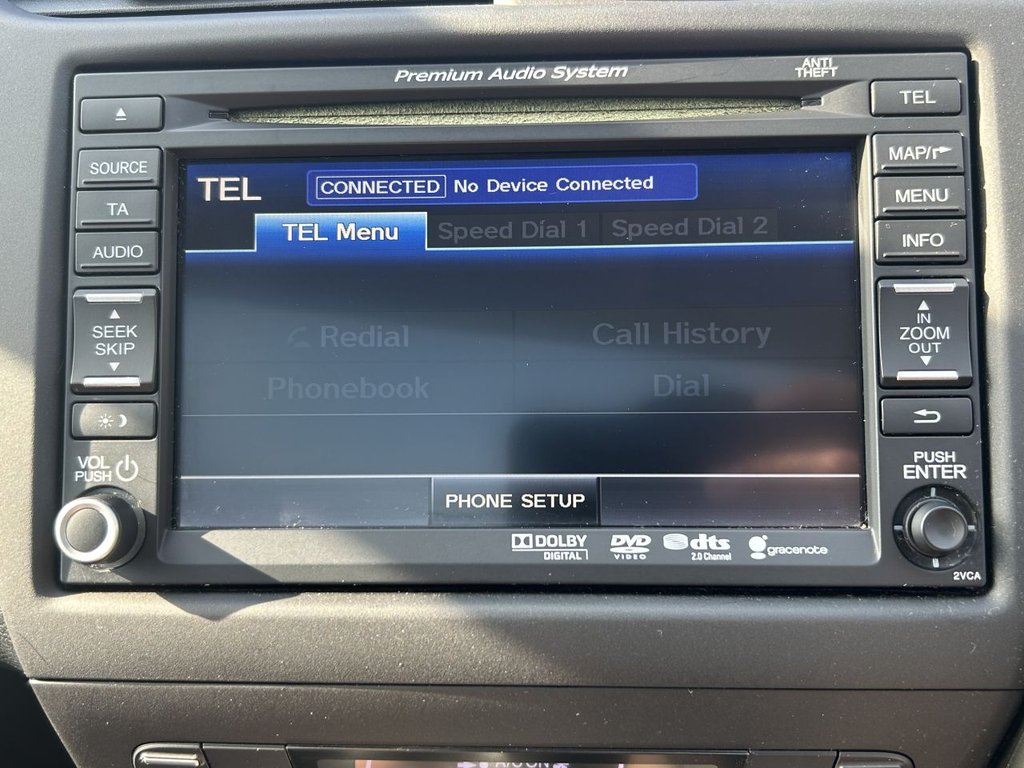 Premium Audio System
ANTI
THEFT
TEL
SOURCE
MAP/
TA
MENU
AUDIO
INFO
TEL
CONNECTED No Device Connected
TEL Menu Speed Dial 1 Speed Dial 2
Redial Call History
Phonebook Dial
PHONE SETUP
SEEK
SKIP
IN
ZOOM
OUT
VOL
PUSH
PUSH
ENTER
DOLBY
DIGITAL
DVD
VIDEO
dts
2.0 Channel
gracenote
2VCA
A/C ON